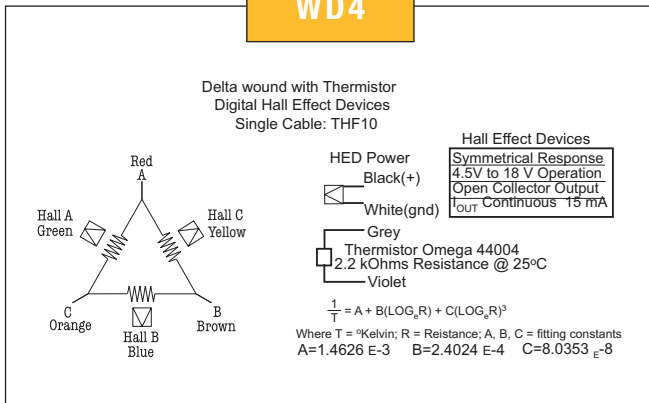 WD4
Delta wound with Thermistor
Digital Hall Effect Devices
Single Cable: THF10
Red
A
Hall A
Green
Hall C
Yellow
C
Orange
Hall B
Blue
B
Brown
HED Power
Black(+)
White(gnd)
Hall Effect Devices
Symmetrical Response
4.5V to 18 V Operation
Open Collector Output
IOUT Continuous 15 mA
Grey
Thermistor Omega 44004
2.2 kOhms Resistance @ 25°C
Violet
1/T = A + B(LOGeR) + C(LOGeR)³
Where T = °Kelvin; R = Reistance; A, B, C = fitting constants
A=1.4626 E-3 B=2.4024 E-4 C=8.0353 E-8